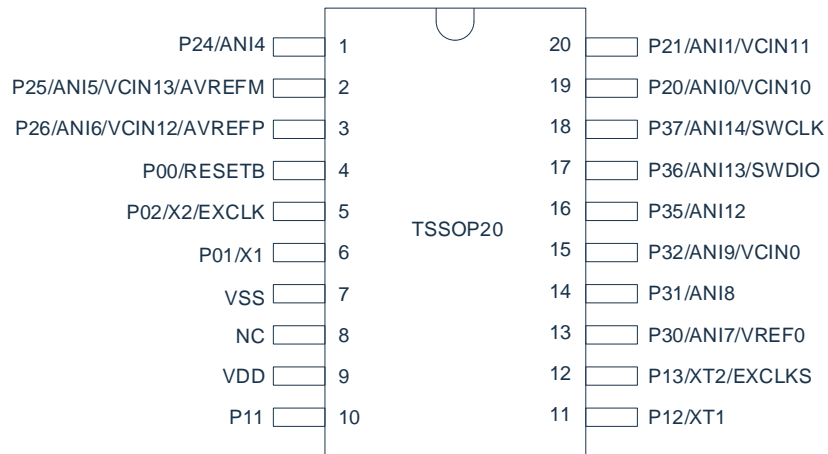 P24/ANI4 1 20 P21/ANI1/VCIN11
P25/ANI5/VCIN13/AVREFM 2 19 P20/ANI0/VCIN10
P26/ANI6/VCIN12/AVREFP 3 18 P37/ANI14/SWCLK
P00/RESETB 4 17 P36/ANI13/SWDIO
P02/X2/EXCLK 5 16 P35/ANI12
TSSOP20
P01/X1 6 15 P32/ANI9/VCIN0
VSS 7 14 P31/ANI8
NC 8 13 P30/ANI7/VREF0
VDD 9 12 P13/XT2/EXCLKS
P11 10 11 P12/XT1